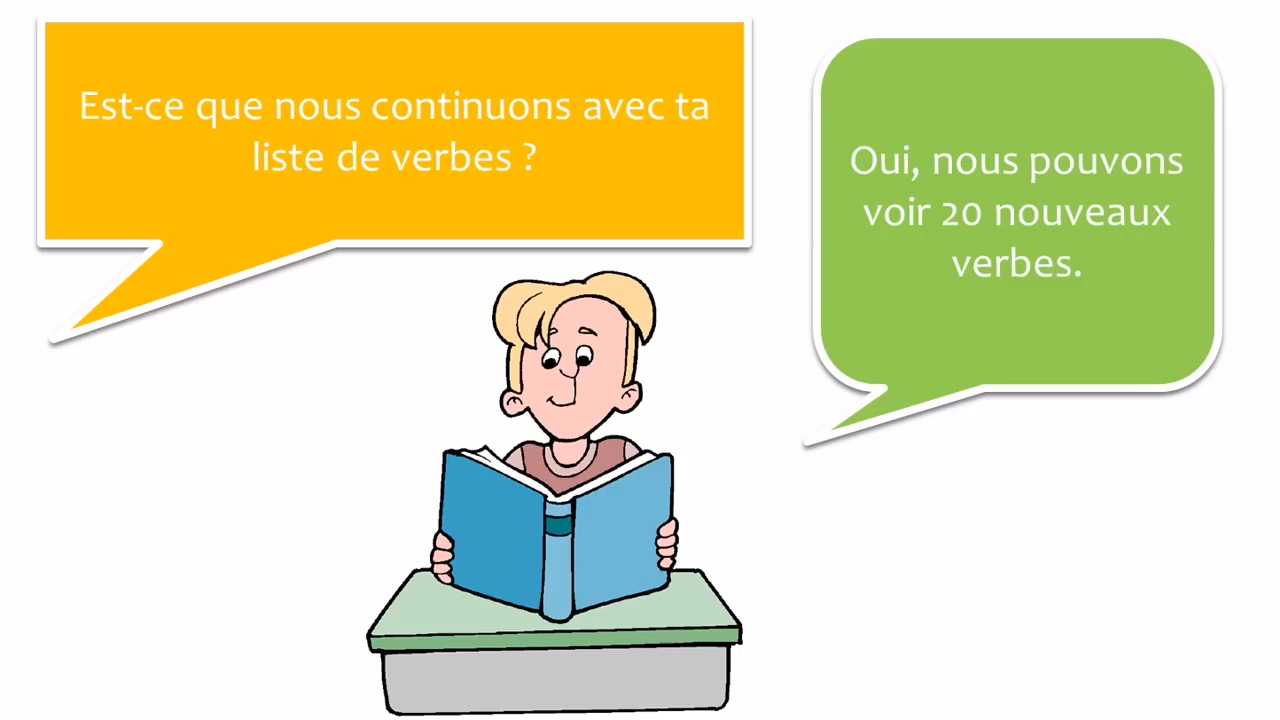 Est-ce que nous continuons avec ta
liste de verbes ?
Oui, nous pouvons
voir 20 nouveaux
verbes.